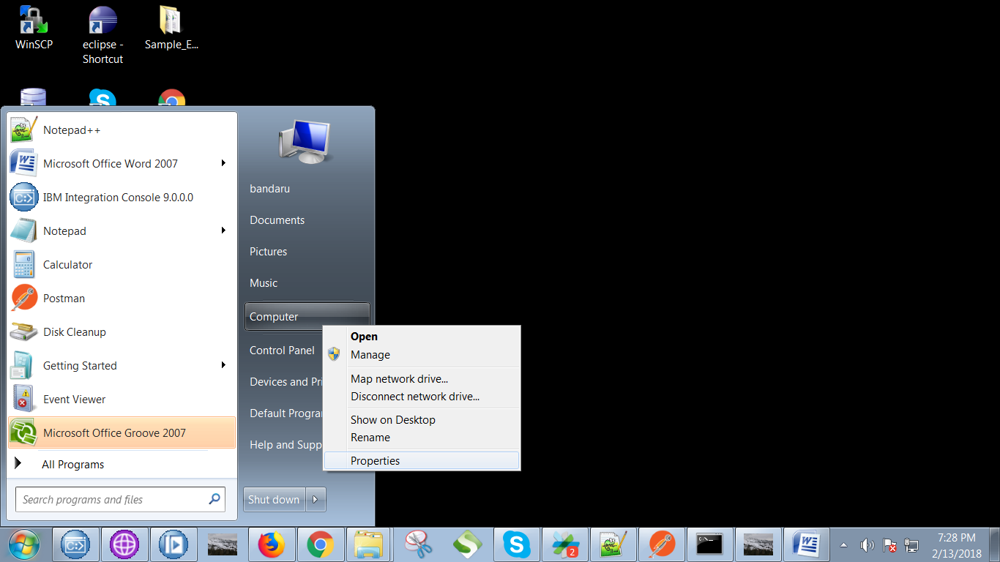 WinSCP
eclipse -
Shortcut
Sample_E...
Notepad++
Microsoft Office Word 2007
IBM Integration Console 9.0.0.0
Notepad
Calculator
Postman
Disk Cleanup
Getting Started
Event Viewer
Microsoft Office Groove 2007
All Programs
Search programs and files
bandaru
Documents
Pictures
Music
Computer
Control Panel
Devices and Pri
Default Progra
Help and Supp
Shut down
Open
Manage
Map network drive...
Disconnect network drive...
Show on Desktop
Rename
Properties
2
7:28 PM
2/13/2018